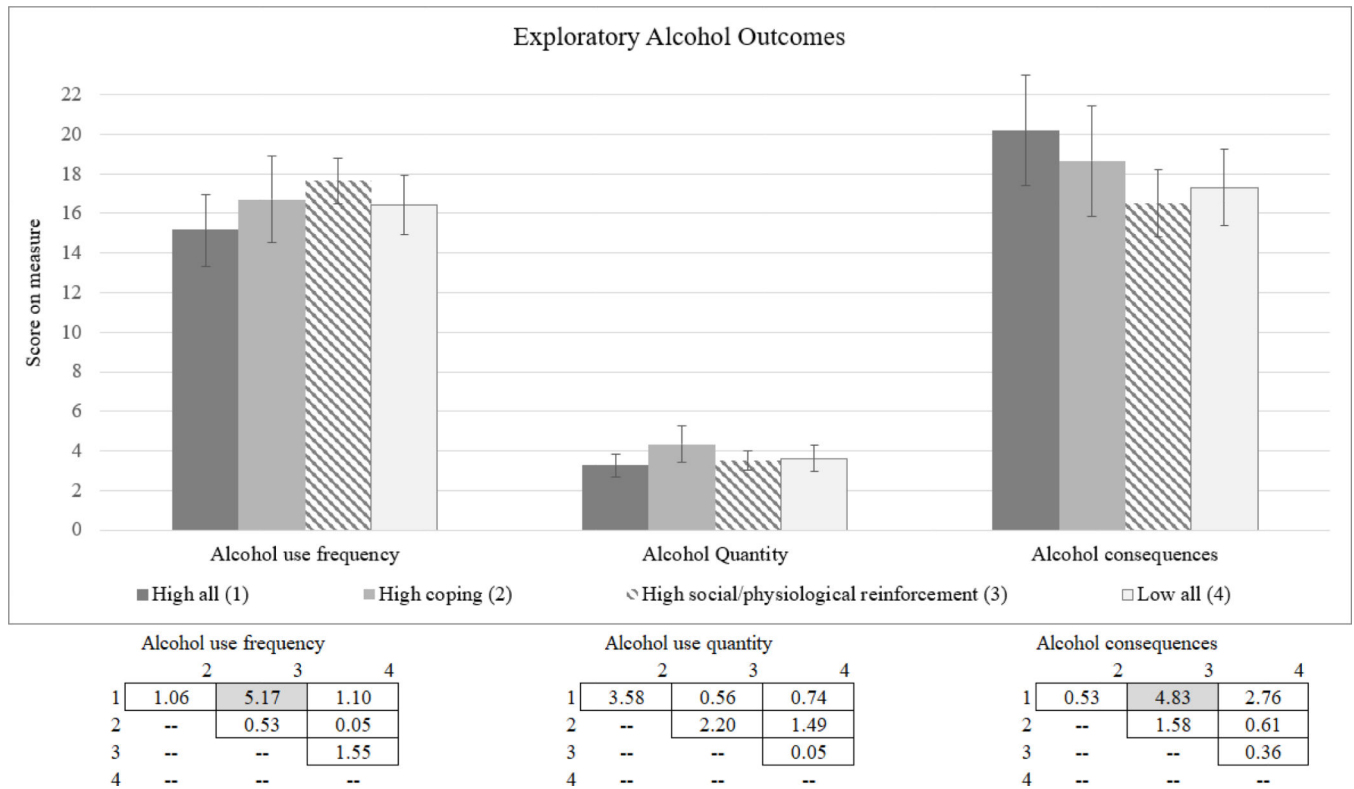 Exploratory Alcohol Outcomes
Score on measure
22
20
18
16
14
12
10
8
6
4
2
0
Alcohol use frequency Alcohol Quantity Alcohol consequences
High all (1) High coping (2) High social/physiological reinforcement (3) Low all (4)
Alcohol use frequency
2 3 4
1 1.06 5.17 1.10
2 -- 0.53 0.05
3 -- -- 1.55
4 -- -- --
Alcohol use quantity
2 3 4
1 3.58 0.56 0.74
2 -- 2.20 1.49
3 -- -- 0.05
4 -- -- --
Alcohol consequences
2 3 4
1 0.53 4.83 2.76
2 -- 1.58 0.61
3 -- -- 0.36
4 -- -- --